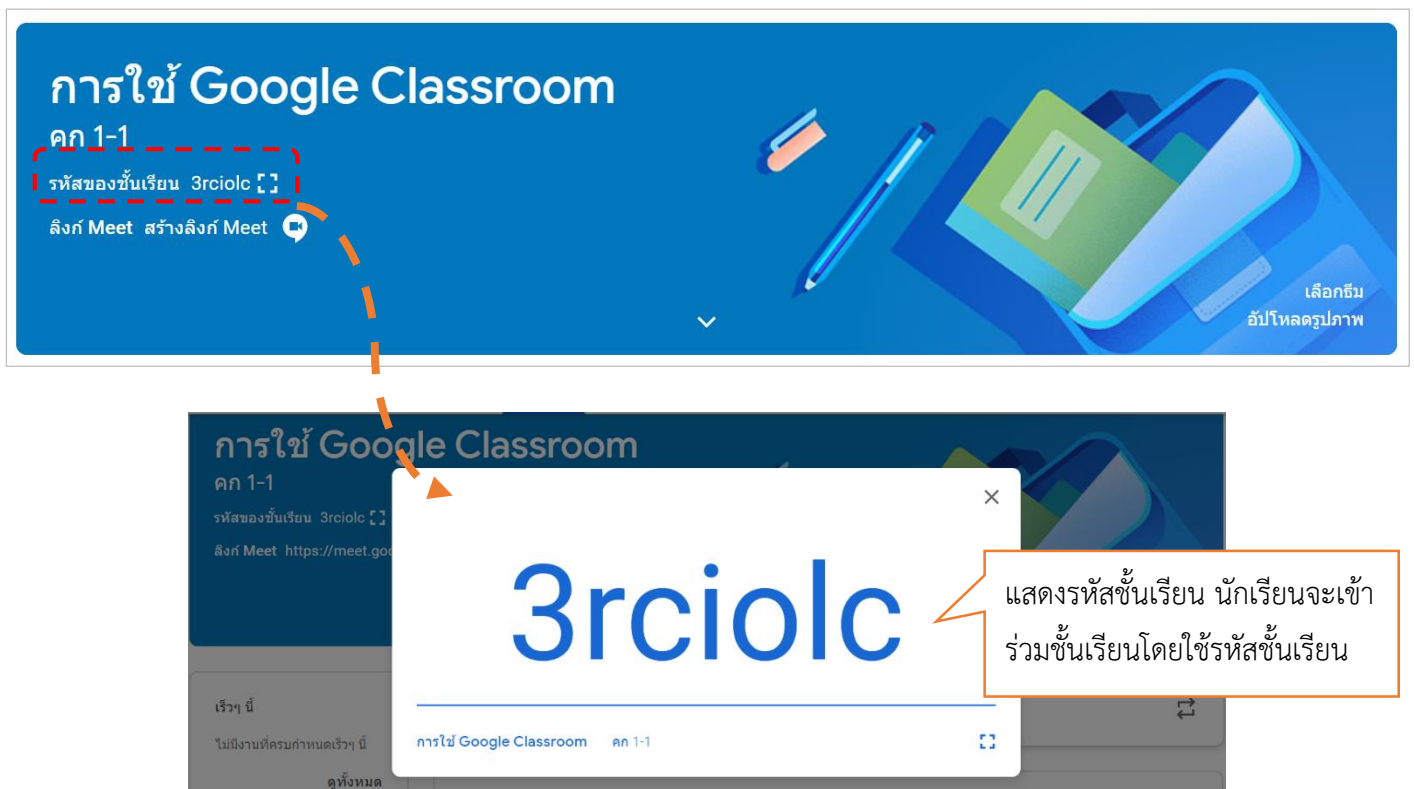 การใช้ Google Classroom
คก 1-1
รหัสของชั้นเรียน 3rciolc
ลิงก์ Meet สร้างลิงก์ Meet
เลือกธีม
อัปโหลดรูปภาพ
การใช้ Google Classroom
คก 1-1
รหัสของชั้นเรียน 3rciolc
ลิงก์ Meet https://meet.goo
3rciolc
แสดงรหัสชั้นเรียน นักเรียนจะเข้า
ร่วมชั้นเรียนโดยใช้รหัสชั้นเรียน
เร็วๆ นี้
ไม่มีงานที่ครบกำหนดเร็วๆ นี้
การใช้ Google Classroom คก 1-1
ดูทั้งหมด